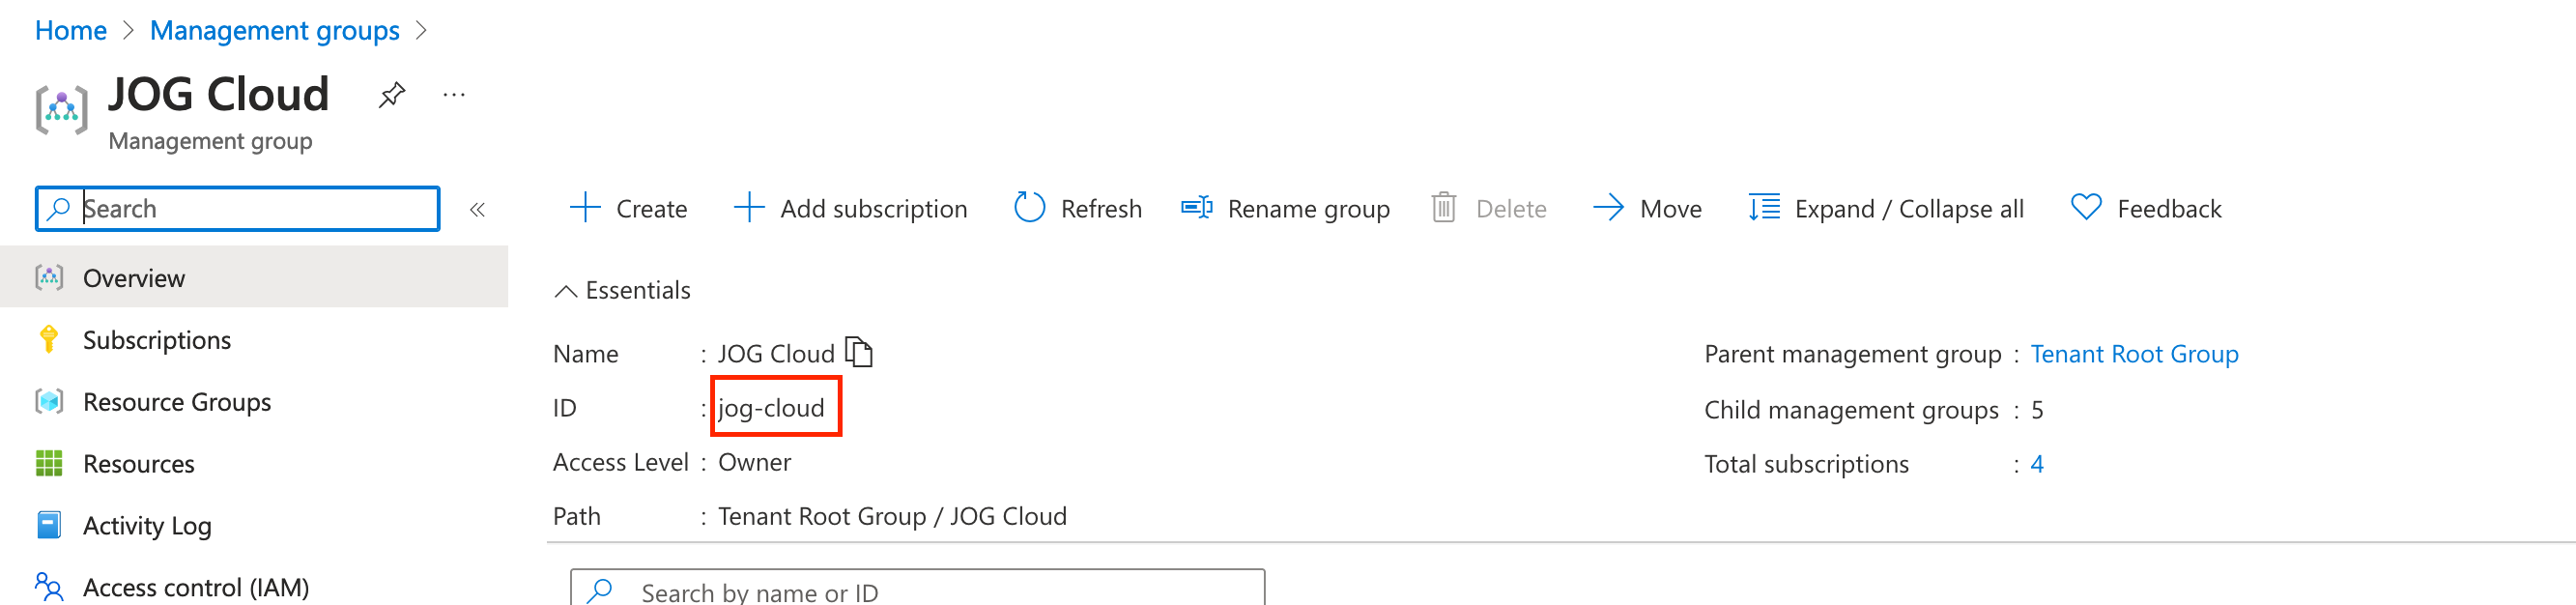 Home > Management groups >
JOG Cloud ...
Management group
Search «
Create Add subscription Refresh Rename group Delete Move Expand / Collapse all Feedback
Overview
Subscriptions
Resource Groups
Resources
Activity Log
Access control (IAM)
Essentials
Name : JOG Cloud
ID : jog-cloud
Access Level : Owner
Path : Tenant Root Group / JOG Cloud
Parent management group : Tenant Root Group
Child management groups : 5
Total subscriptions : 4
Search by name or ID